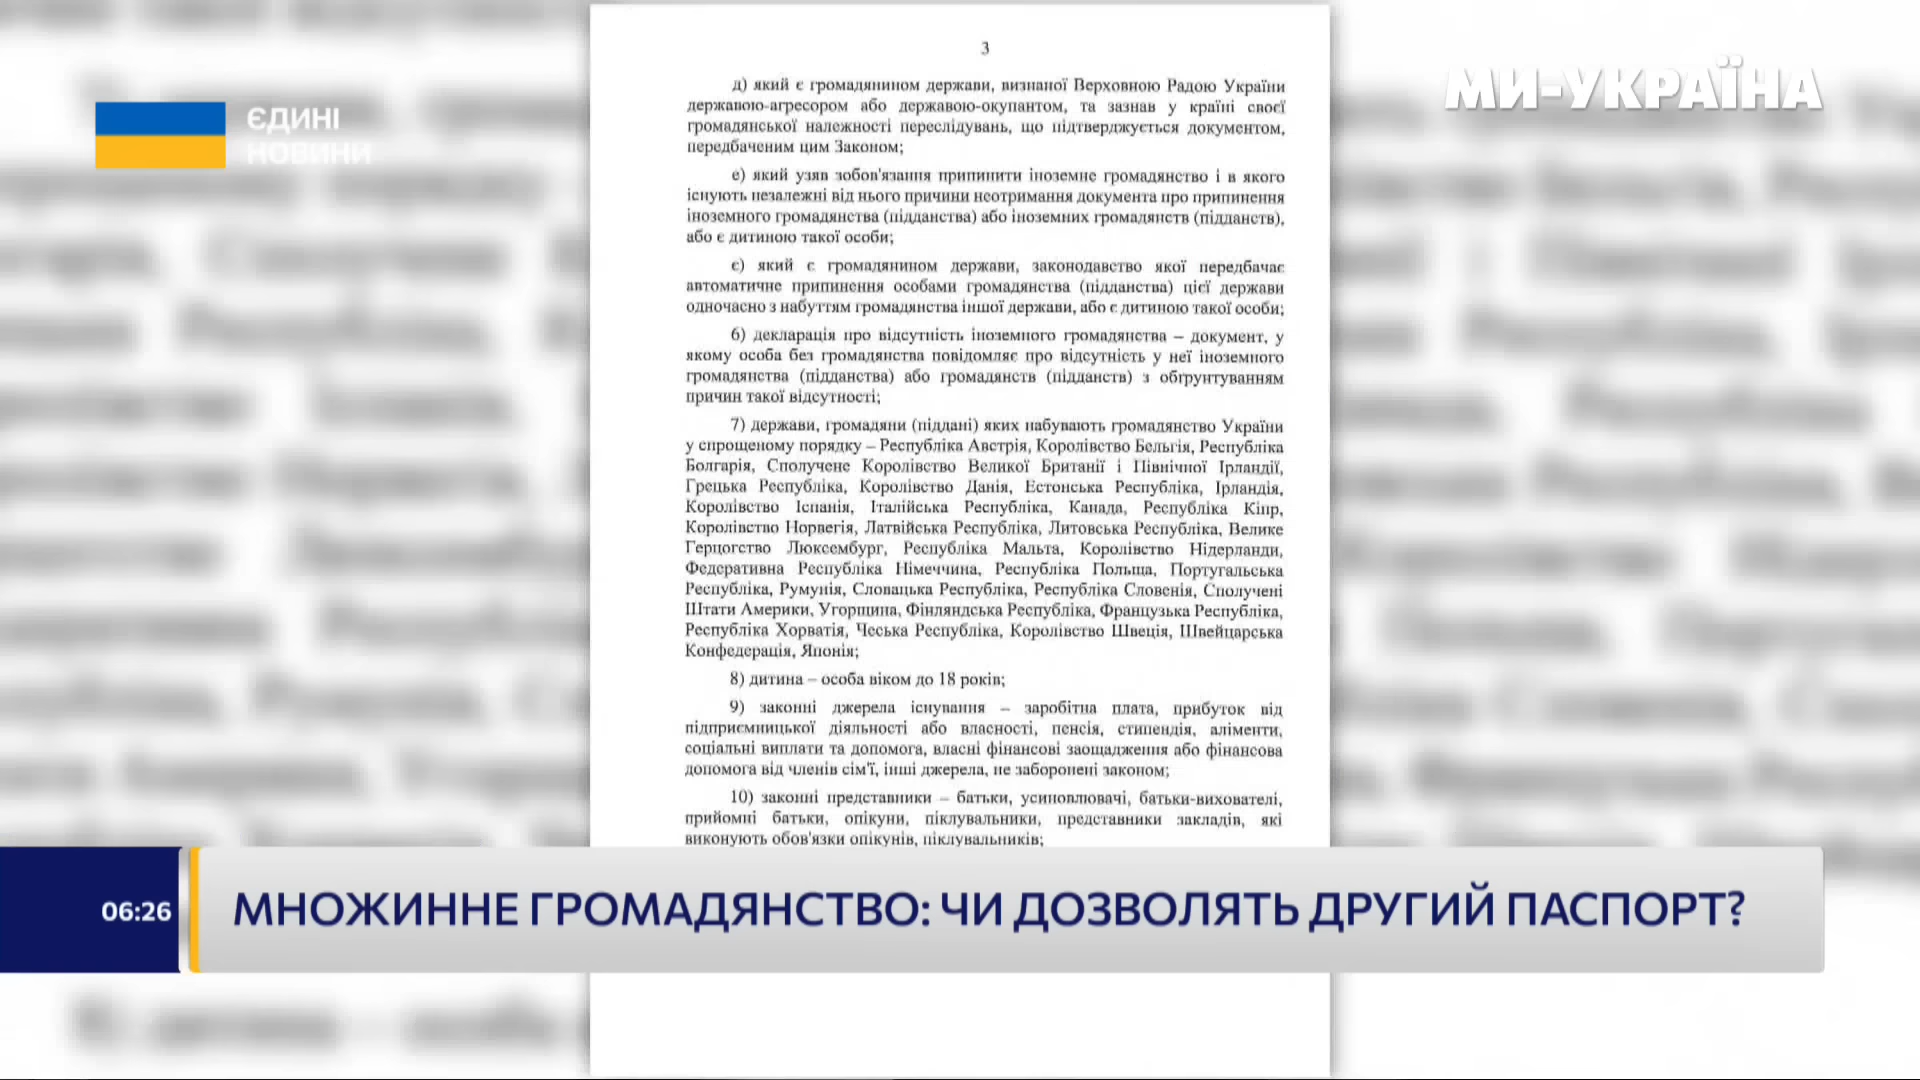 ЄДИНІ
НОВИНИ
МИ-УКРАЇНА
3
д) який є громадянином держави, визнаної Верховною Радою України
державою-агресором або державою-окупантом, та зазнав у країні своєї
громадянської належності переслідувань, що підтверджується документом,
передбаченим цим Законом;
е) який узяв зобов'язання припинити іноземне громадянство і в якого
існують незалежні від нього причини неотримання документа про припинення
іноземного громадянства (підданства) або іноземних громадянств (підданств),
або є дитиною такої особи;
є) який є громадянином держави, законодавство якої передбачає
автоматичне припинення особами громадянства (підданства) цієї держави
одночасно з набуттям громадянства іншої держави, або є дитиною такої особи;
6) декларація про відсутність іноземного громадянства – документ, у
якому особа без громадянства повідомляє про відсутність у неї іноземного
громадянства (підданства) або громадянств (підданств) з обґрунтуванням
причин такої відсутності;
7) держави, громадяни (піддані) яких набувають громадянство України
у спрощеному порядку – Республіка Австрія, Королівство Бельгія, Республіка
Болгарія, Сполучене Королівство Великої Британії і Північної Ірландії,
Грецька Республіка, Королівство Данія, Естонська Республіка, Ірландія,
Королівство Іспанія, Італійська Республіка, Канада, Республіка Кіпр,
Королівство Норвегія, Латвійська Республіка, Литовська Республіка, Велике
Герцогство Люксембург, Республіка Мальта, Королівство Нідерланди,
Федеративна Республіка Німеччина, Республіка Польща, Португальська
Республіка, Румунія, Словацька Республіка, Республіка Словенія, Сполучені
Штати Америки, Угорщина, Фінляндська Республіка, Французька Республіка,
Республіка Хорватія, Чеська Республіка, Королівство Швеція, Швейцарська
Конфедерація, Японія;
8) дитина – особа віком до 18 років;
9) законні джерела існування – заробітна плата, прибуток від
підприємницької діяльності або власності, пенсія, стипендія, аліменти,
соціальні виплати та допомога, власні фінансові заощадження або фінансова
допомога від членів сім'ї, інші джерела, не заборонені законом;
10) законні представники – батьки, усиновлювачі, батьки-вихователі,
прийомні батьки, опікуни, піклувальники, представники закладів, які
виконують обов'язки опікунів, піклувальників;
06:26
МНОЖИННЕ ГРОМАДЯНСТВО: ЧИ ДОЗВОЛЯТЬ ДРУГИЙ ПАСПОРТ?